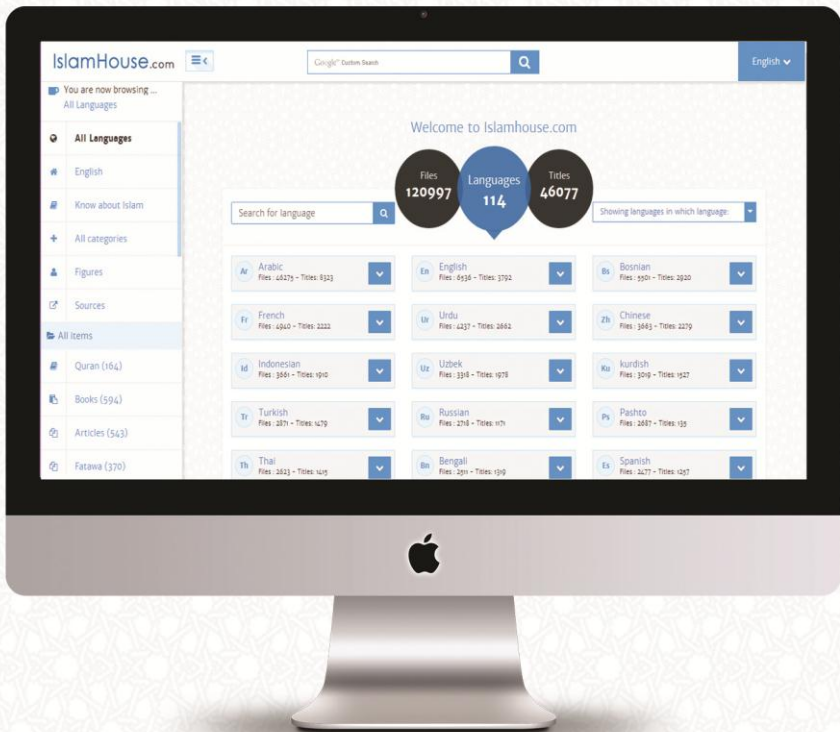 IslamHouse.com
Google™ Custom Search
English
You are now browsing ...
All Languages
All Languages
English
Know about Islam
All categories
Figures
Sources
All Items
Quran (164)
Books (594)
Articles (543)
Fatawa (370)
Welcome to Islamhouse.com
Files
120997
Languages
114
Titles
46077
Search for language
Showing languages in which language:
Ar Arabic
Files : 46275 - Titles: 8323
En English
Files : 6536 - Titles: 3792
Bs Bosnian
Files : 5501 - Titles: 2920
Fr French
Files : 4940 - Titles: 2222
Ur Urdu
Files : 4237 - Titles: 2662
Zh Chinese
Files : 3663 - Titles: 2279
Id Indonesian
Files : 3661 - Titles: 1910
Uz Uzbek
Files : 3318 - Titles: 1978
Ku kurdish
Files : 3019 - Titles: 1527
Tr Turkish
Files : 2871 - Titles: 1479
Ru Russian
Files : 2718 - Titles: 1171
Ps Pashto
Files : 2687 - Titles: 135
Th Thai
Files : 2623 - Titles: 1415
Bn Bengali
Files : 2511 - Titles: 1319
Es Spanish
Files : 2477 - Titles: 1257